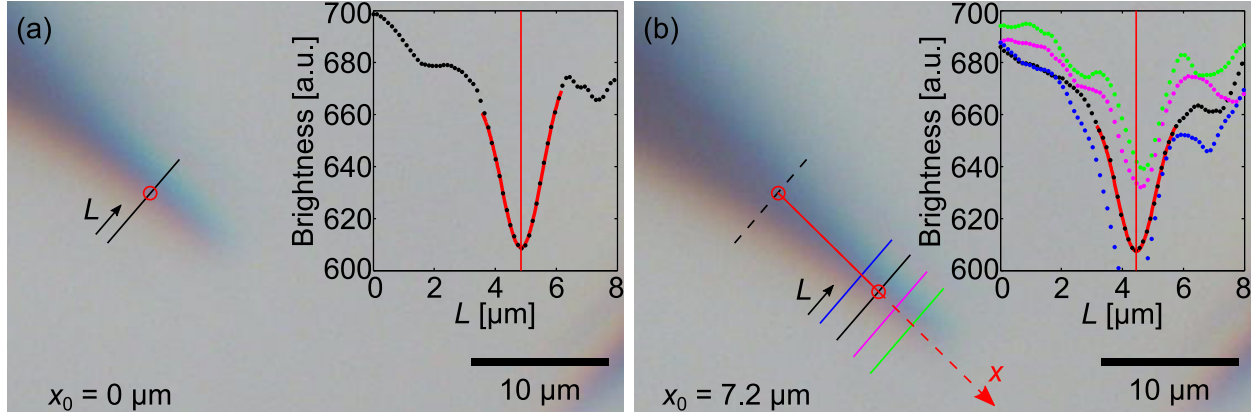 (a)
Brightness [a.u.]
700
680
660
640
620
600
0 2 4 6 8
L [µm]
L
10 µm
x₀ = 0 µm
(b)
Brightness [a.u.]
700
680
660
640
620
600
0 2 4 6 8
L [µm]
L
x
10 µm
x₀ = 7.2 µm